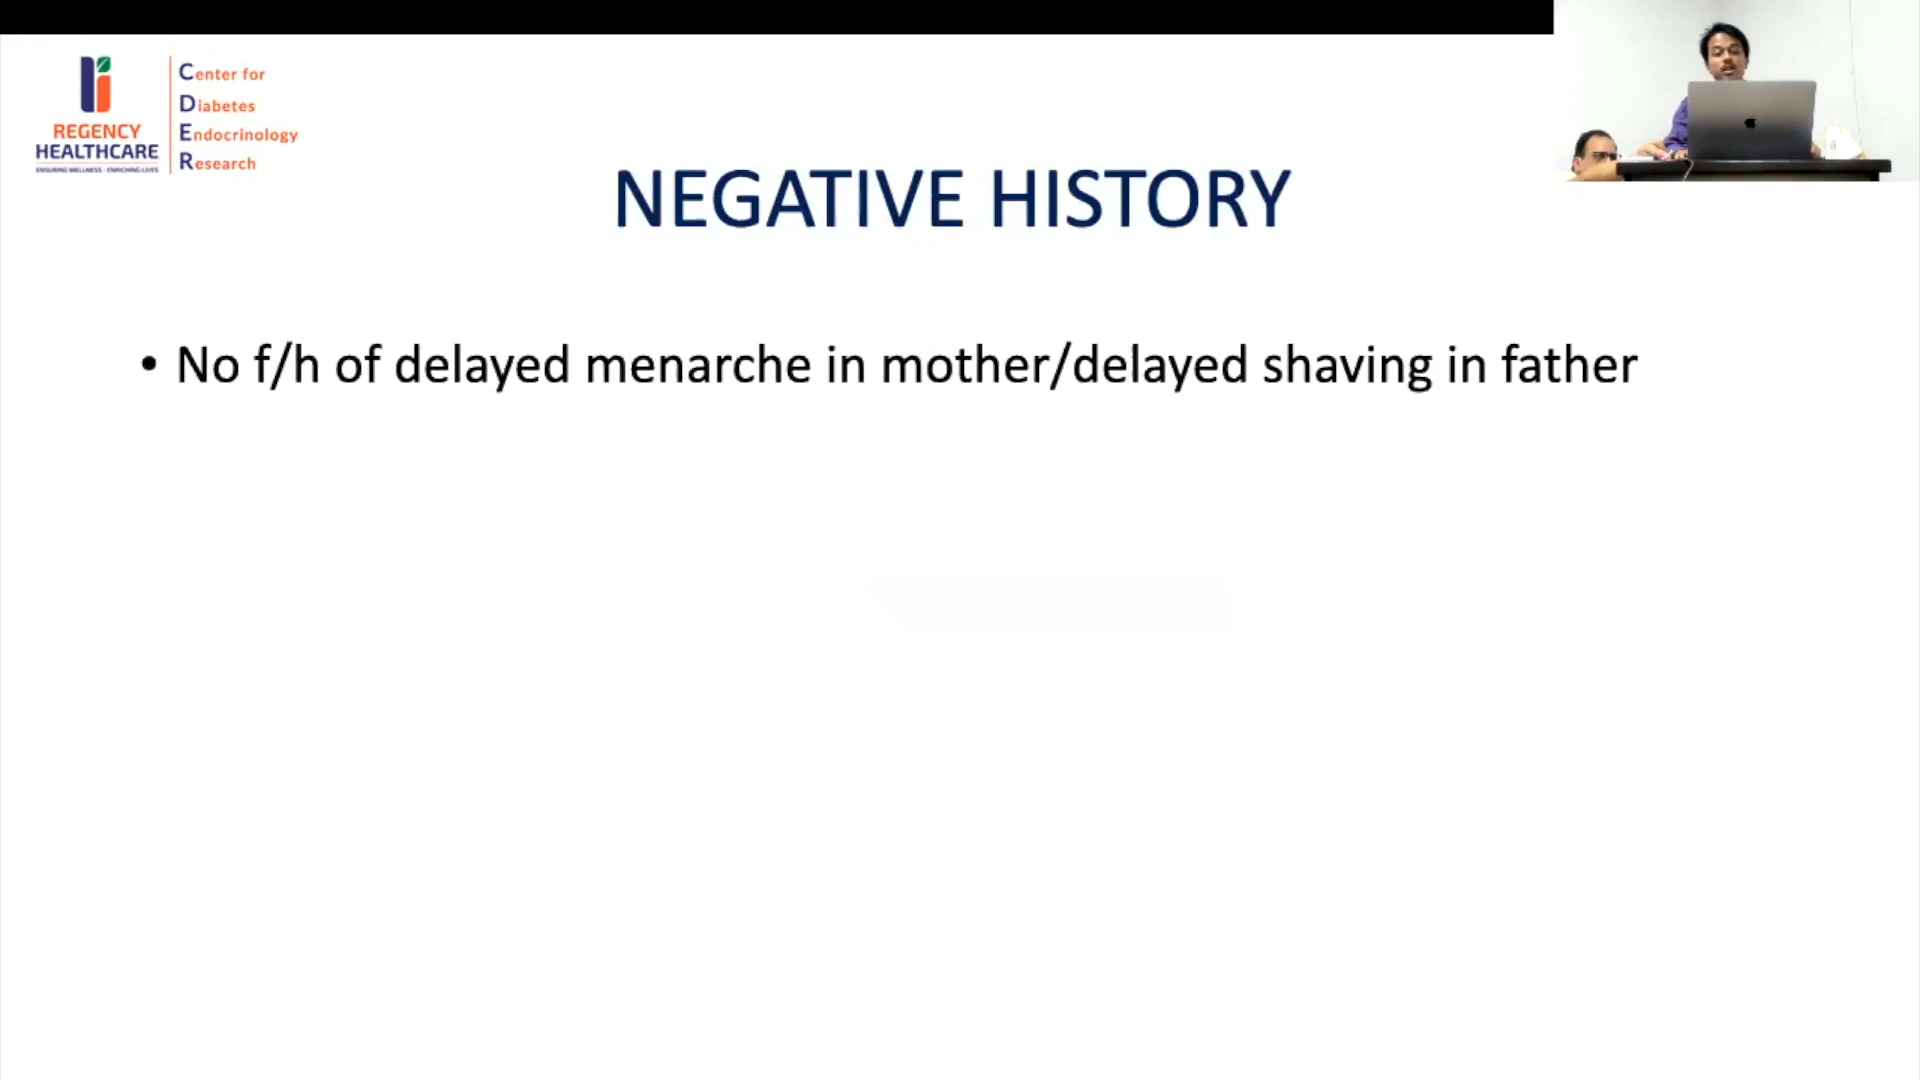 REGENCY
HEALTHCARE
ENSURING WELLNESS - ENRICHING LIVES
Center for
Diabetes
Endocrinology
Research
NEGATIVE HISTORY
• No f/h of delayed menarche in mother/delayed shaving in father